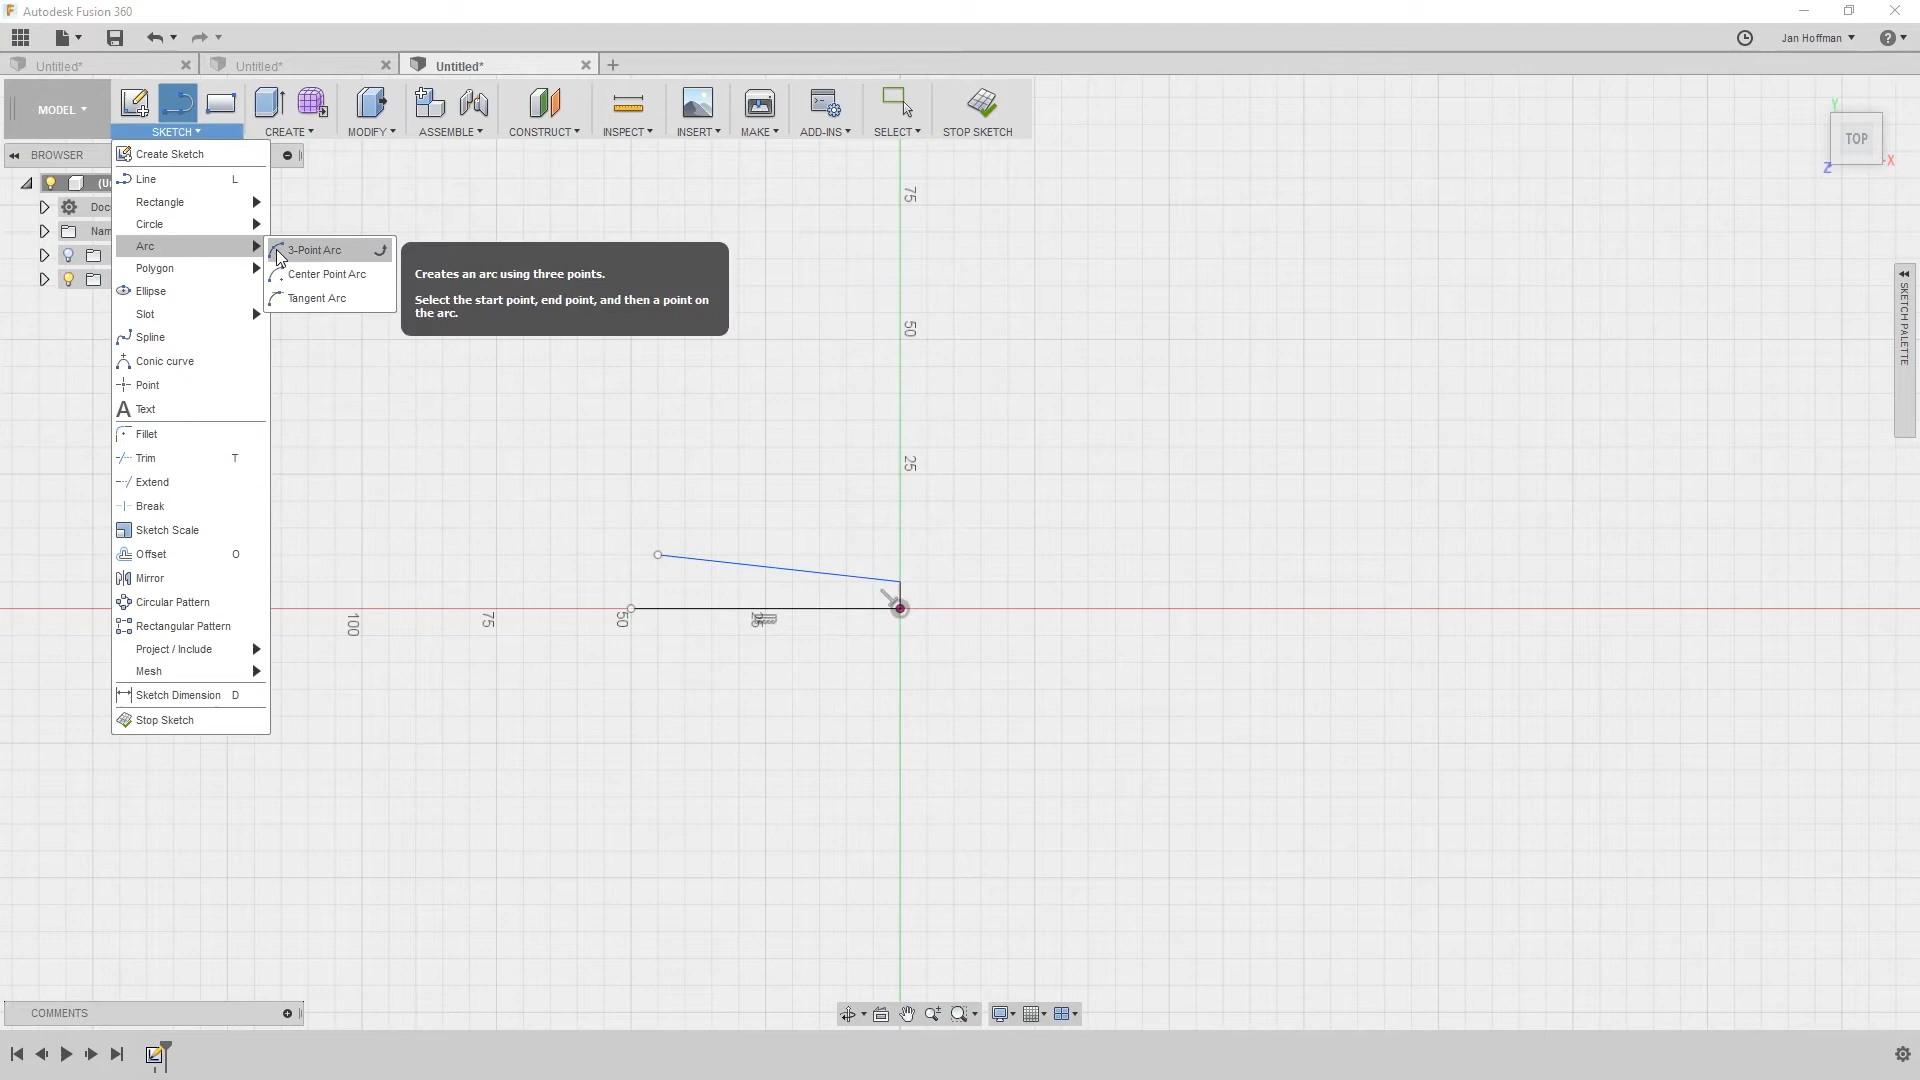 Autodesk Fusion 360
Jan Hoffman
Untitled*
Untitled*
Untitled*
MODEL
SKETCH
CREATE
MODIFY
ASSEMBLE
CONSTRUCT
INSPECT
INSERT
MAKE
ADD-INS
SELECT
STOP SKETCH
BROWSER
(Un
Doc
Nam
Create Sketch
Line L
Rectangle
Circle
Arc
Polygon
Ellipse
Slot
Spline
Conic curve
Point
Text
Fillet
Trim T
Extend
Break
Sketch Scale
Offset O
Mirror
Circular Pattern
Rectangular Pattern
Project / Include
Mesh
Sketch Dimension D
Stop Sketch
3-Point Arc
Center Point Arc
Tangent Arc
Creates an arc using three points.
Select the start point, end point, and then a point on
the arc.
Y
TOP
X
Z
SKETCH PALETTE
75
50
25
100
75
50
25
COMMENTS